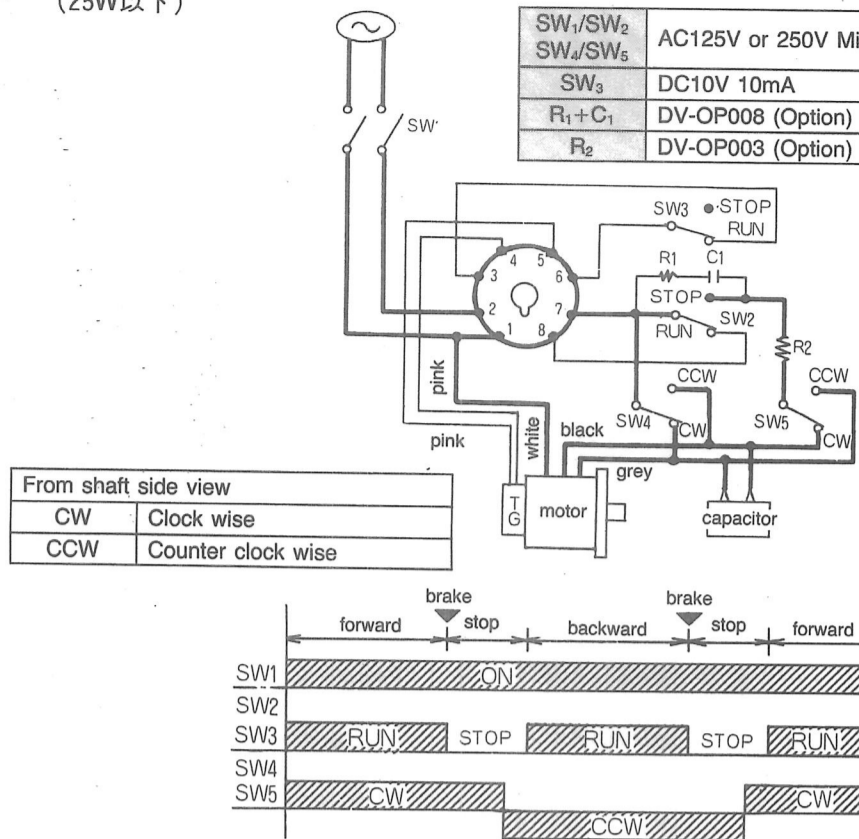 (25W以下)
SW₁/SW₂
SW₄/SW₅
AC125V or 250V Mi
SW₃ DC10V 10mA
R₁+C₁ DV-OP008 (Option)
R₂ DV-OP003 (Option)
SW
SW3 STOP
RUN
R1 C1
STOP
RUN SW2
R2
1
2
3
4
5
6
7
8
CCW
SW4 CW
CCW
SW5 CW
pink
pink
white
black
grey
TG
motor
capacitor
From shaft side view
CW Clock wise
CCW Counter clock wise
brake brake
forward stop backward stop forward
SW1 ON
SW2
SW3 RUN STOP RUN STOP RUN
SW4
SW5 CW CW
CCW